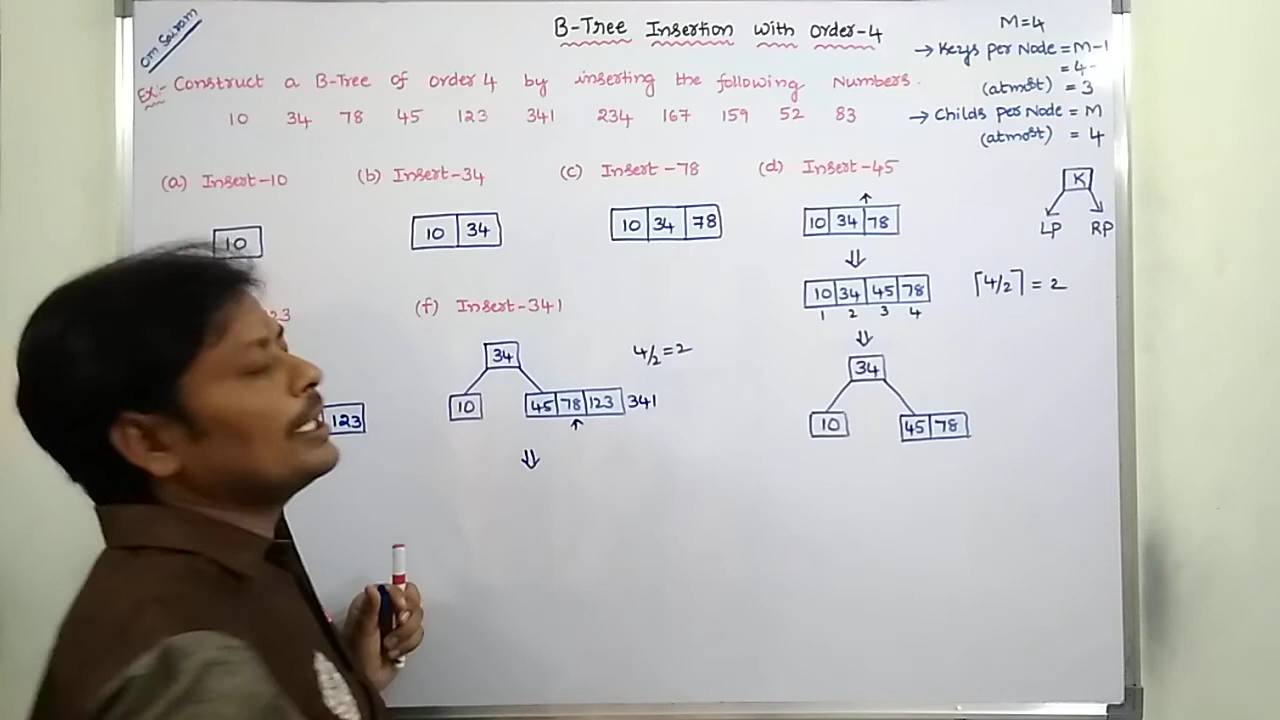 Om Sairam
B-Tree Insertion with Order-4
M=4
→ Keys per Node = M-1
= 4-
(atmost) = 3
→ Childs per Node = M
(atmost) = 4
Ex:- Construct a B-Tree of order 4 by inserting the following Numbers.
10 34 78 45 123 341 234 167 159 52 83
(a) Insert-10
(b) Insert-34
(c) Insert-78
(d) Insert-45
10
10 34
10 34 78
↑
10 34 78
⇓
10 34 45 78
1 2 3 4
⌈4/2⌉ = 2
⇓
34
10
45 78
K
LP RP
23
123
(f) Insert-341
34
4/2=2
10
45 78 123 341
↑
⇓